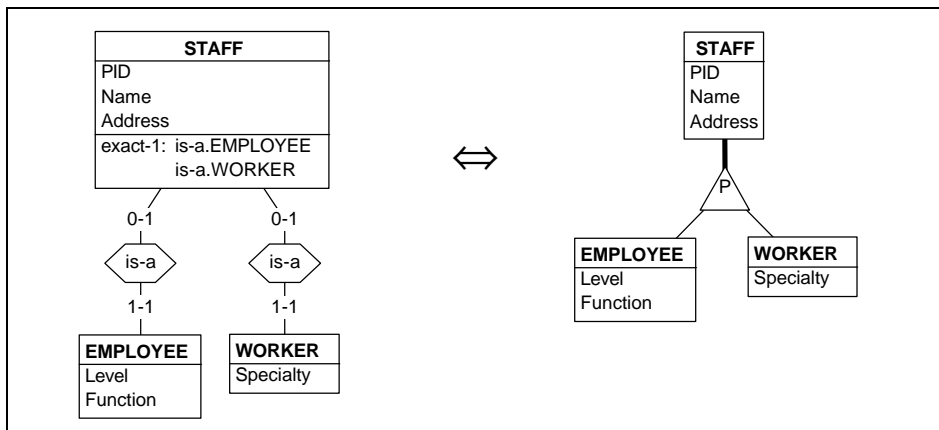 STAFF
PID
Name
Address
exact-1: is-a.EMPLOYEE
is-a.WORKER
0-1
0-1
is-a
is-a
1-1
1-1
EMPLOYEE
Level
Function
WORKER
Specialty
⇔
STAFF
PID
Name
Address
P
EMPLOYEE
Level
Function
WORKER
Specialty